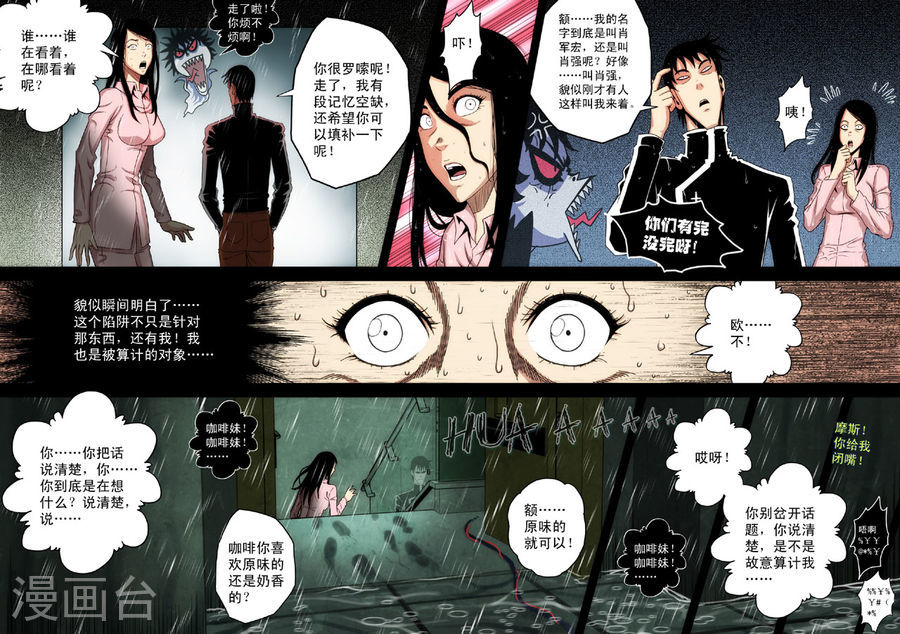 谁……谁
在看着，
在哪看着
呢？
走了啦！
你烦不
烦啊！
你很罗嗦呢！
走了，我有
段记忆空缺，
还希望你可
以填补一下
呢！
吓！
额……我的名
字到底是叫肖
军宏，还是叫
肖强呢？好像
……叫肖强，
貌似刚才有人
这样叫我来着。
你们有完
没完呀！
咦！
貌似瞬间明白了……
这个陷阱不只是针对
那东西，还有我！我
也是被算计的对象……
欧……
不！
你……你把话
说清楚，你……
你到底是在想
什么？说清楚，
说……
咖啡妹！
咖啡妹！
……
咖啡你喜
欢原味的
还是奶香
的？
HUA A A A A A
额……
原味的
就可以！
哎呀！
咖啡妹！
咖啡妹！
……
你别岔开话
题，你说清
楚，是不是
故意算计我
……
摩斯！
你给我
闭嘴！
唔啊
漫画台